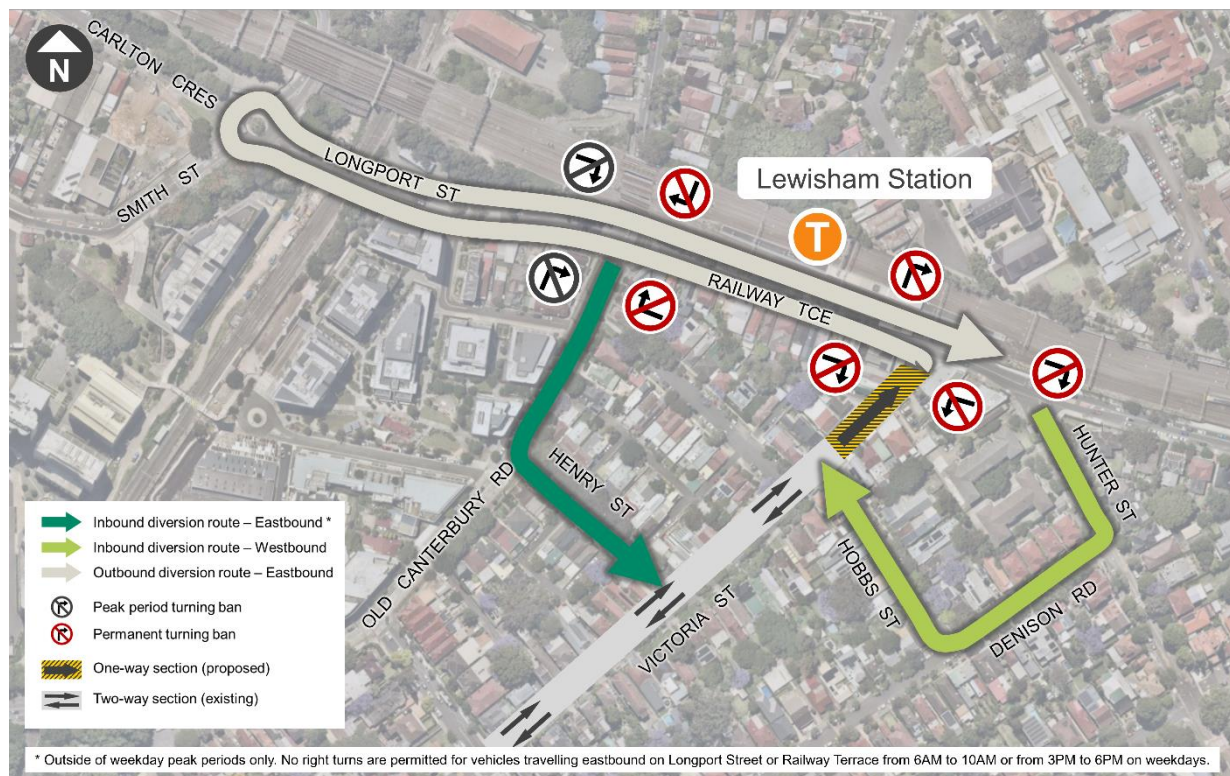 N
CARLTON CRES
SMITH ST
LONGPORT ST
Lewisham Station
T
RAILWAY TCE
HENRY ST
OLD CANTERBURY RD
VICTORIA ST
HOBBS ST
DENISON RD
HUNTER ST
Inbound diversion route – Eastbound *
Inbound diversion route – Westbound
Outbound diversion route – Eastbound
Peak period turning ban
Permanent turning ban
One-way section (proposed)
Two-way section (existing)
* Outside of weekday peak periods only. No right turns are permitted for vehicles travelling eastbound on Longport Street or Railway Terrace from 6AM to 10AM or from 3PM to 6PM on weekdays.